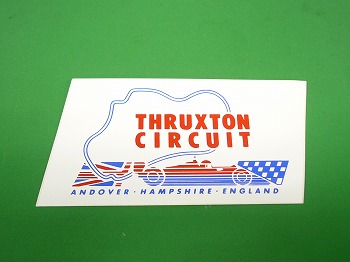 THRUXTON
CIRCUIT
ANDOVER · HAMPSHIRE · ENGLAND